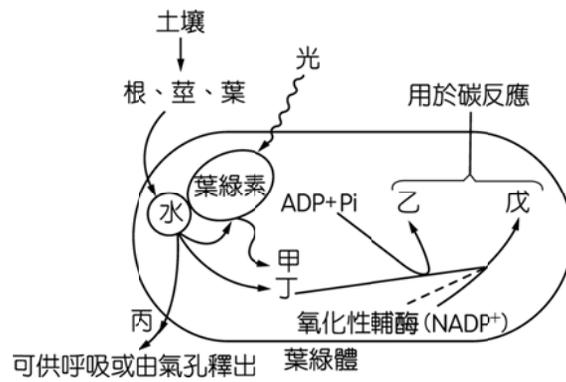 土壤
根、莖、葉
光
用於碳反應
葉綠素
水
ADP+Pi
乙
戊
甲
丁
丙
氧化性輔酶(NADP⁺)
可供呼吸或由氣孔釋出
葉綠體